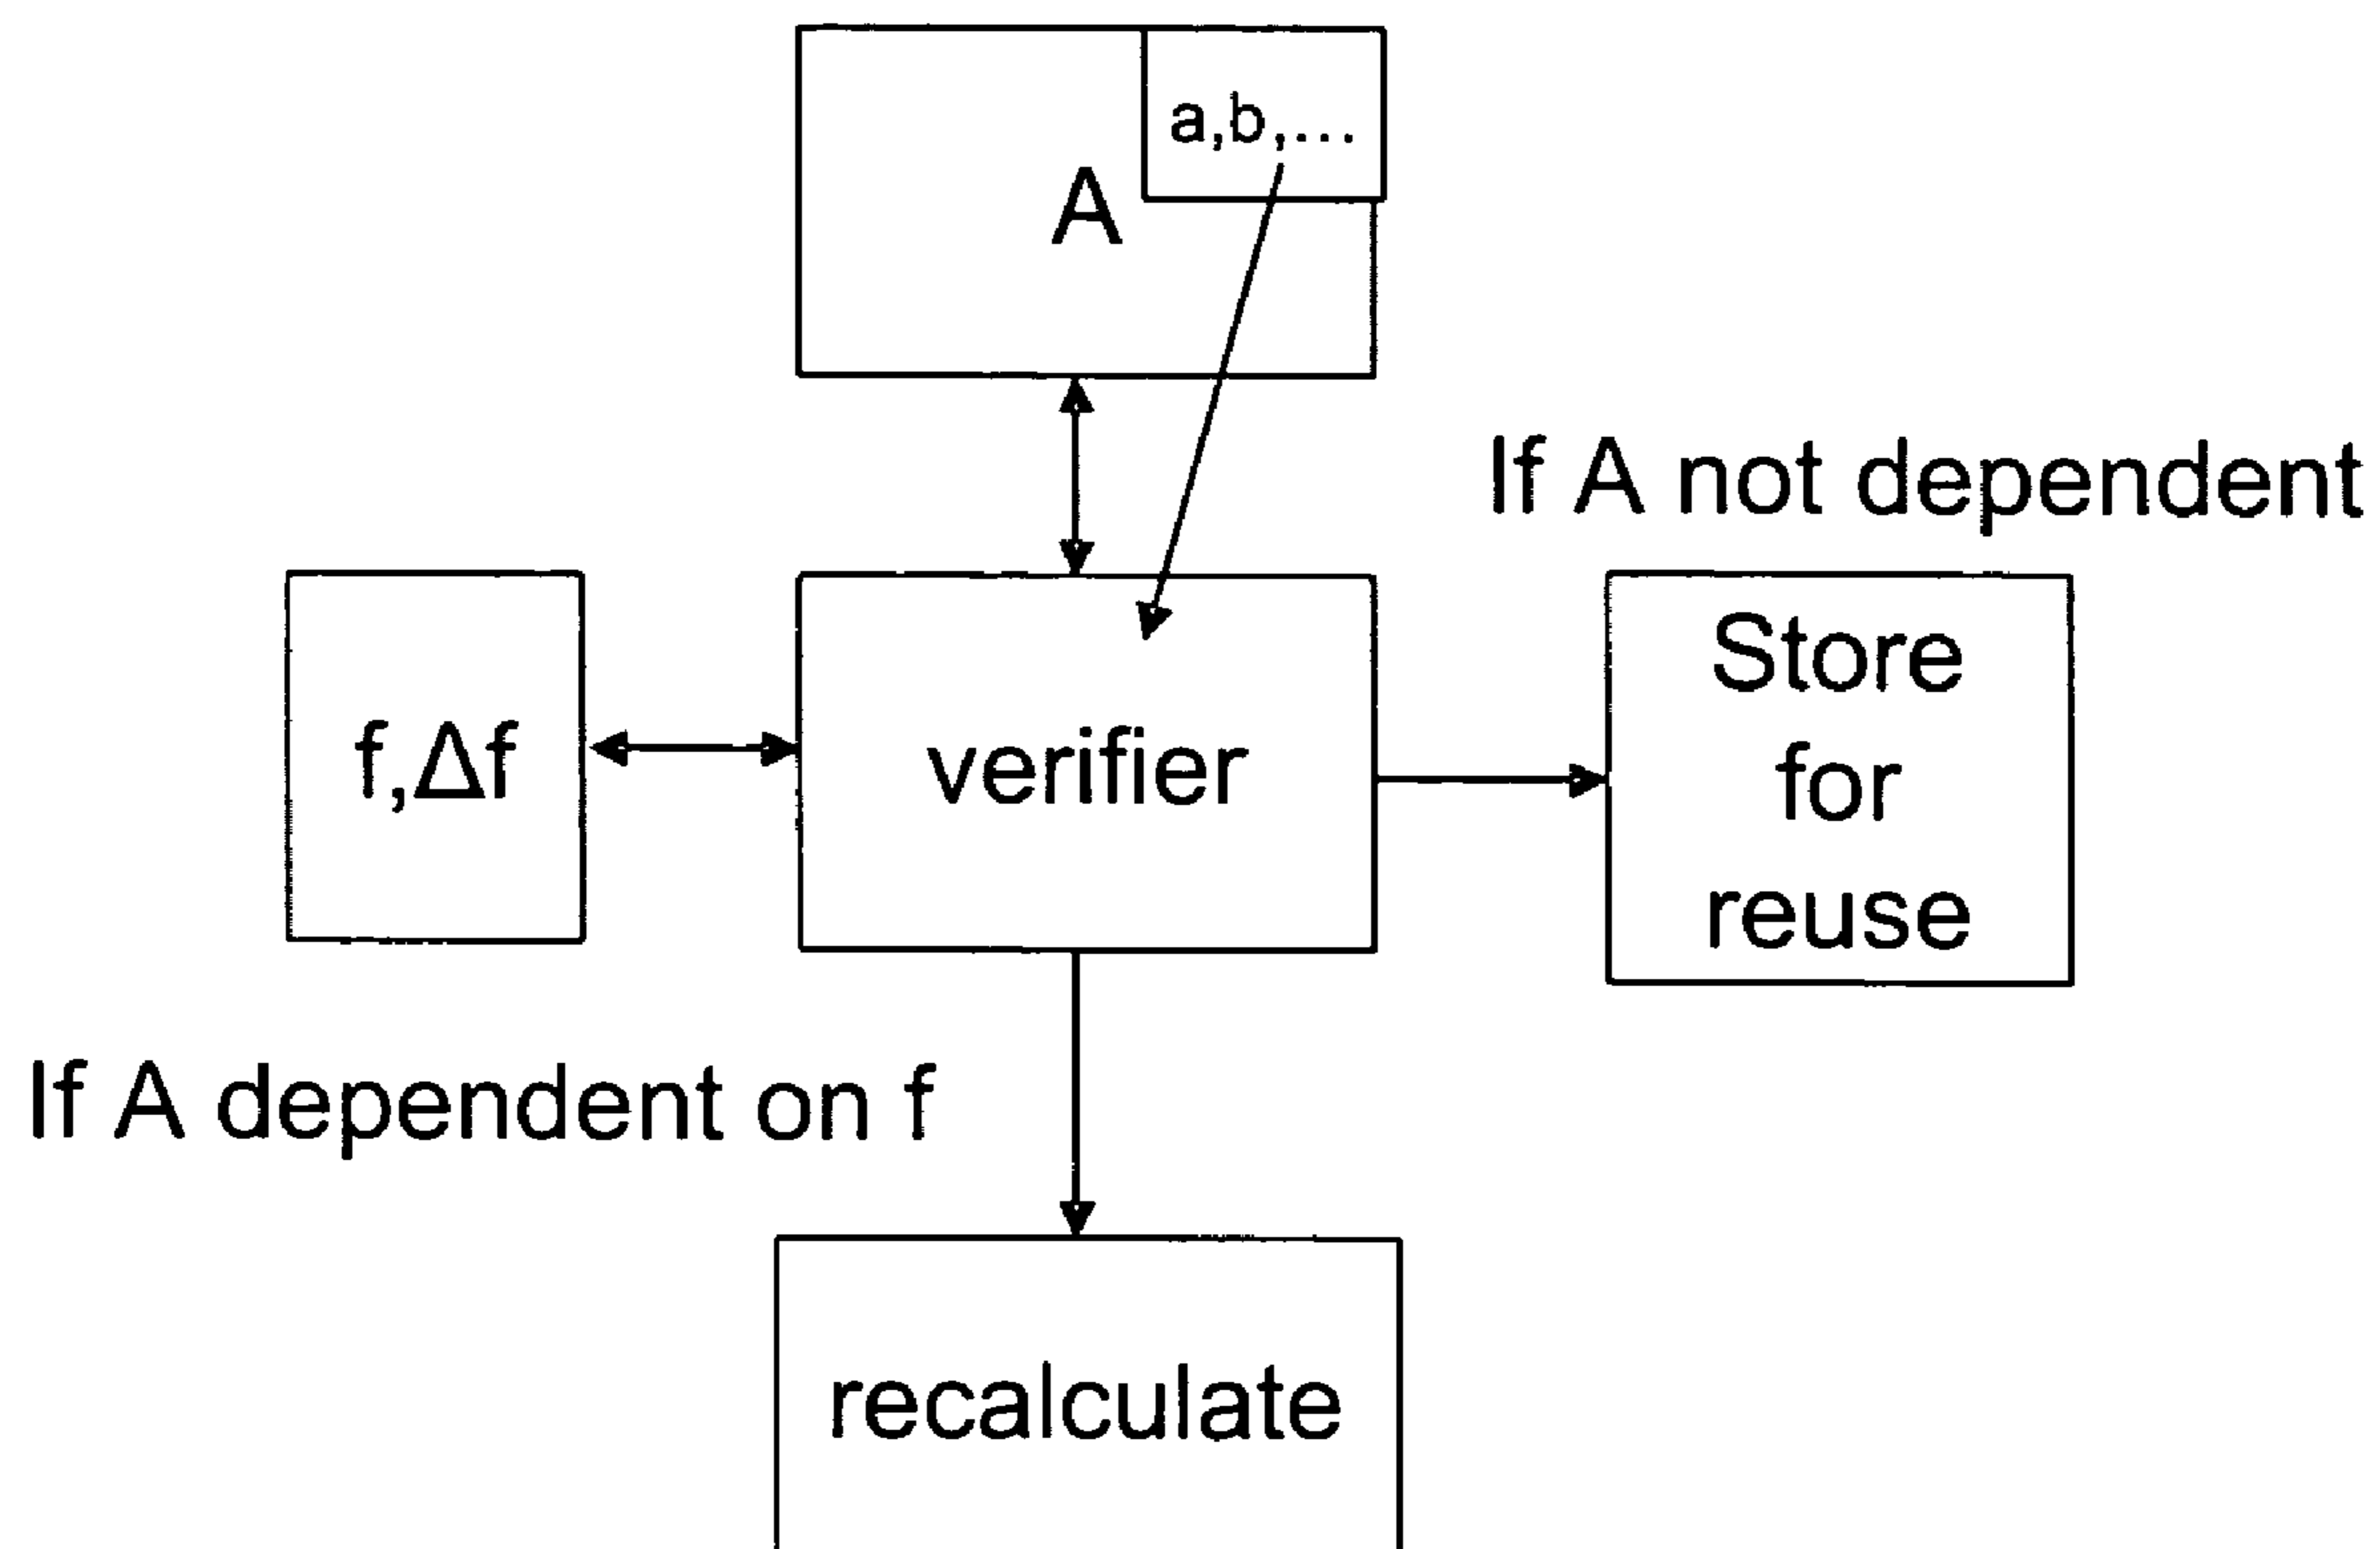 a,b,...
A
If A not dependent
f,Δf
verifier
Store
for
reuse
If A dependent on f
recalculate